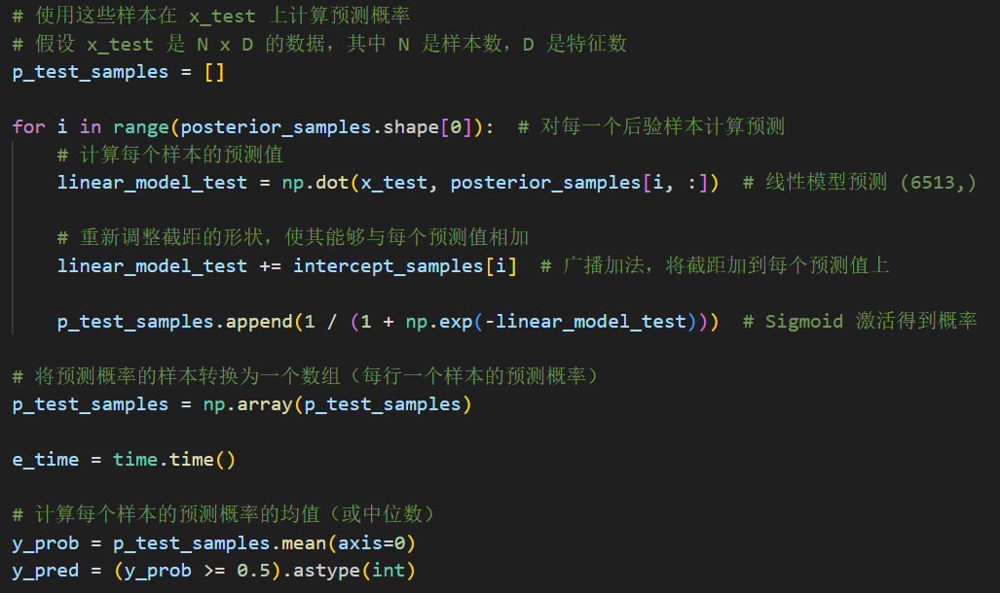 # 使用这些样本在 x_test 上计算预测概率
# 假设 x_test 是 N x D 的数据，其中 N 是样本数，D 是特征数
p_test_samples = []
for i in range(posterior_samples.shape[0]):  # 对每一个后验样本计算预测
    # 计算每个样本的预测值
    linear_model_test = np.dot(x_test, posterior_samples[i, :])  # 线性模型预测 (6513,)
    # 重新调整截距的形状，使其能够与每个预测值相加
    linear_model_test += intercept_samples[i]  # 广播加法，将截距加到每个预测值上
    p_test_samples.append(1 / (1 + np.exp(-linear_model_test)))  # Sigmoid 激活得到概率
# 将预测概率的样本转换为一个数组（每行一个样本的预测概率）
p_test_samples = np.array(p_test_samples)
e_time = time.time()
# 计算每个样本的预测概率的均值（或中位数）
y_prob = p_test_samples.mean(axis=0)
y_pred = (y_prob >= 0.5).astype(int)